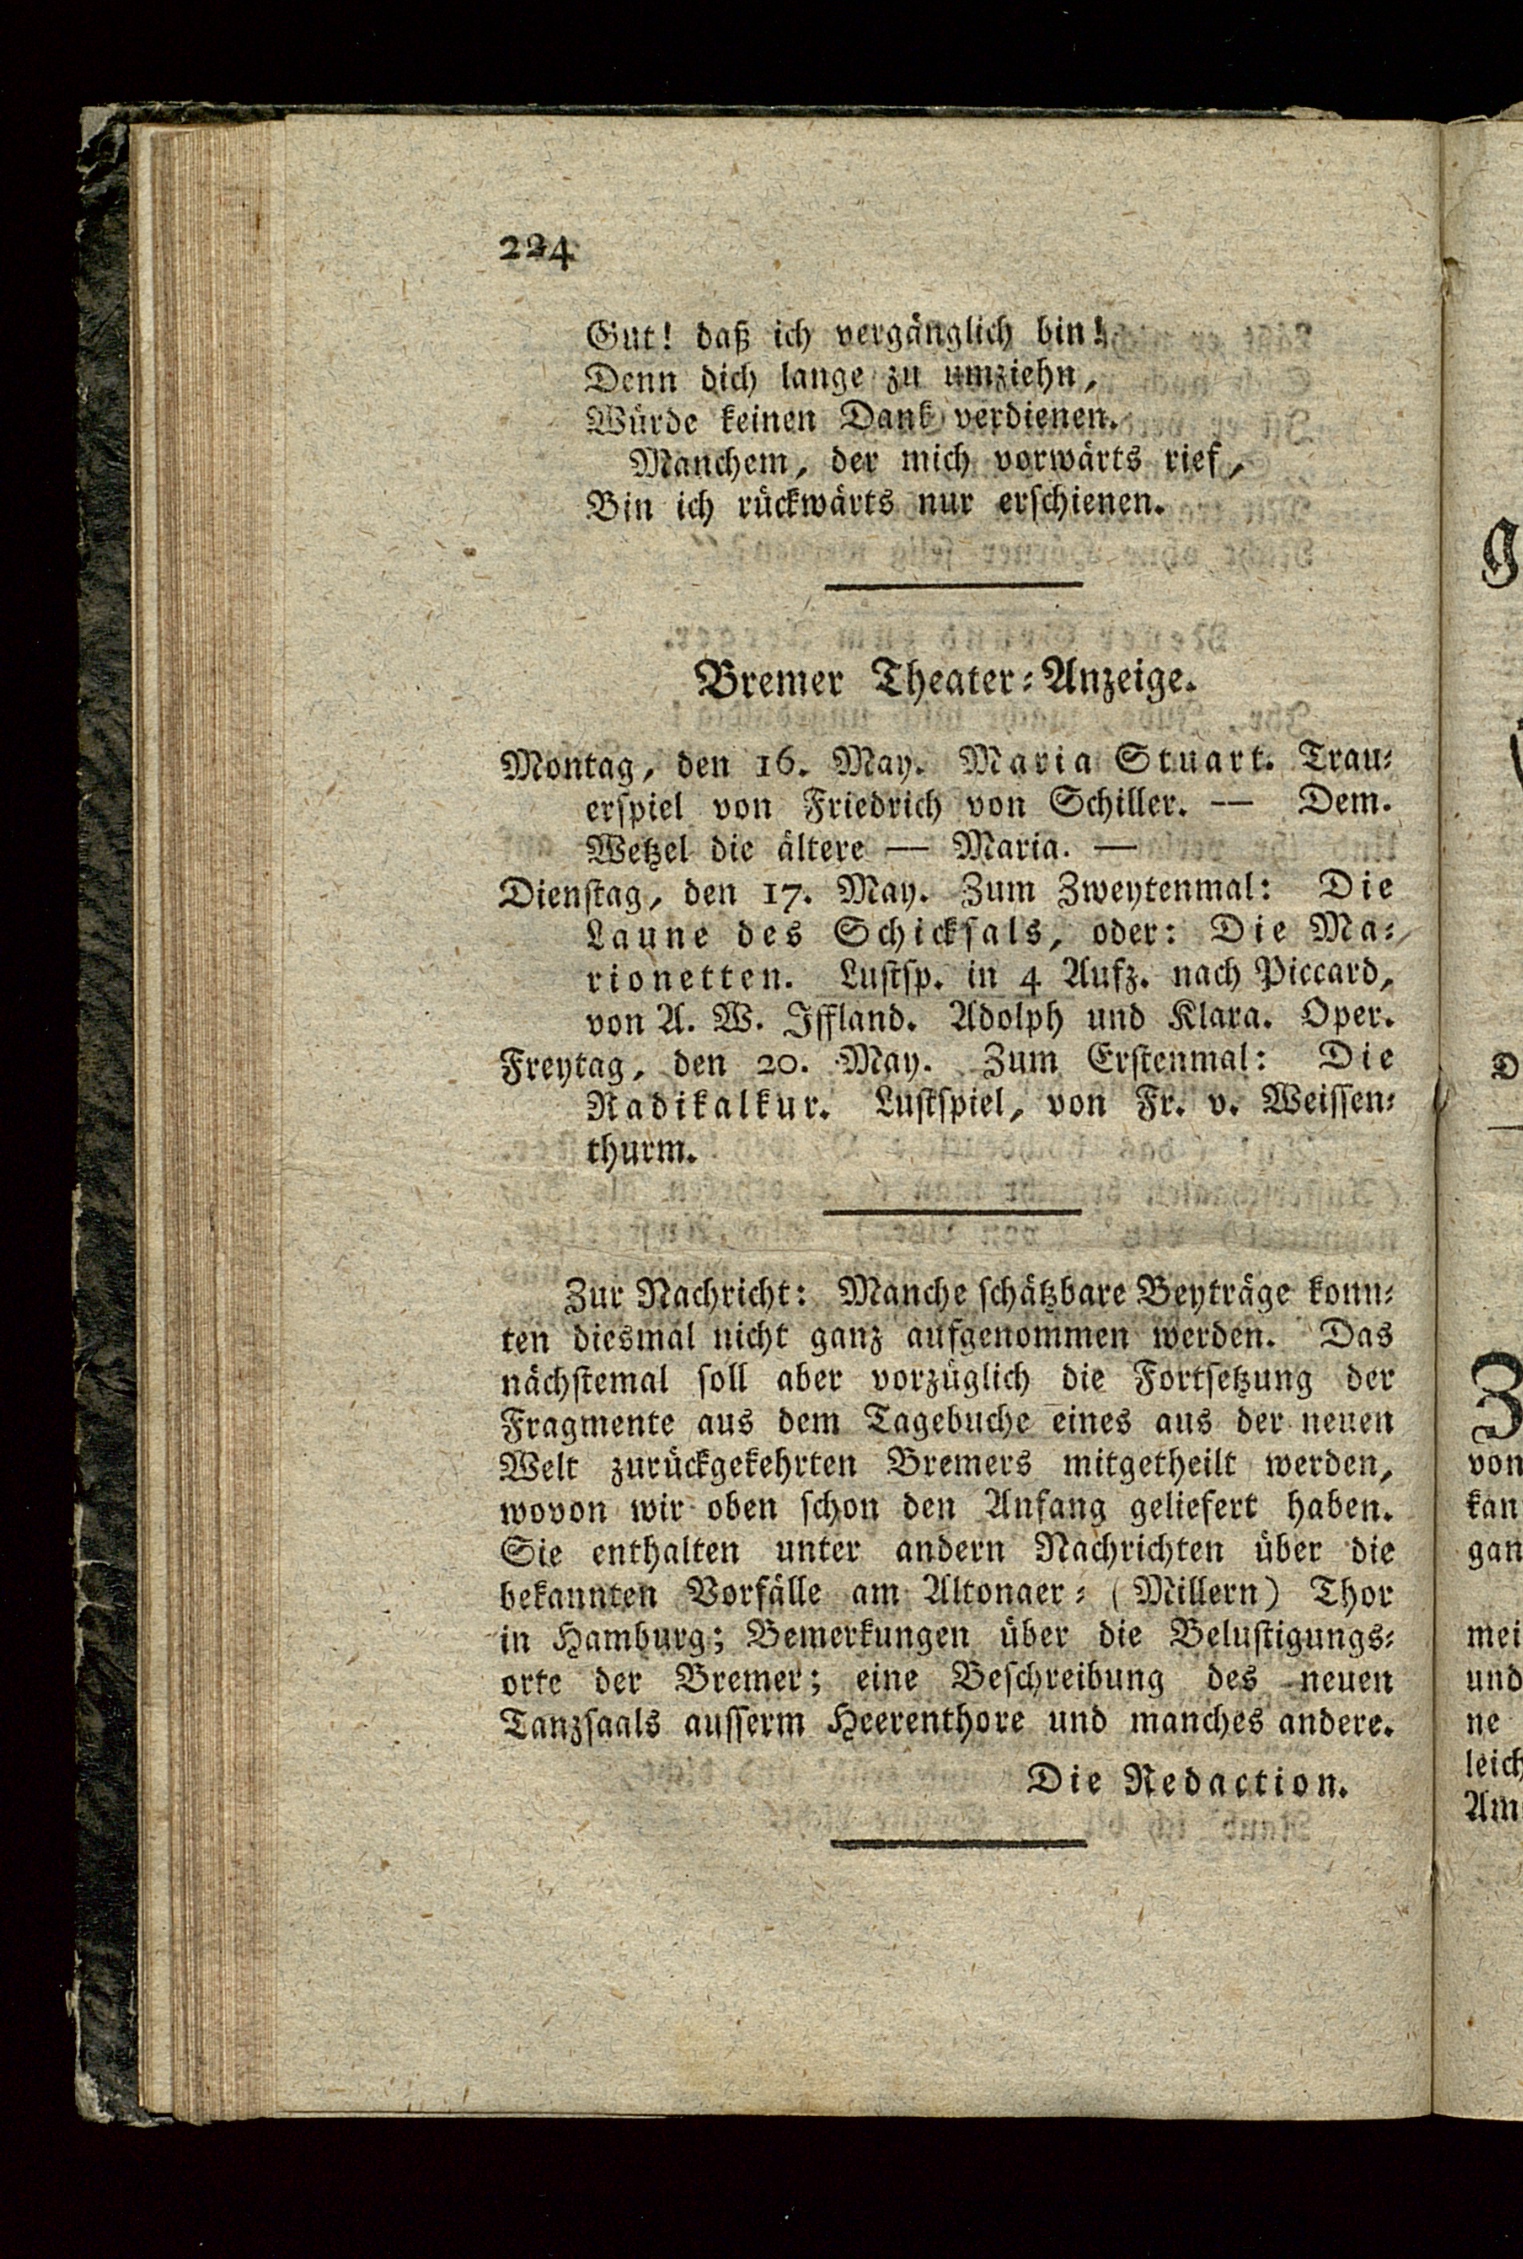 224
Gut! daß ich vergänglich bin!
Denn dich lange zu umziehn,
Würde keinen Dank verdienen.
Manchem, der mich vorwärts rief,
Bin ich rückwärts nur erschienen.
Bremer Theater-Anzeige.
Montag, den 16. May. Maria Stuart. Trau-
erspiel von Friedrich von Schiller. — Dem.
Wetzel die ältere — Maria. —
Dienstag, den 17. May. Zum Zweytenmal: Die
Laune des Schicksals, oder: Die Ma-
rionetten. Lustsp. in 4 Aufz. nach Piccard,
von A. W. Iffland. Adolph und Klara. Oper.
Freytag, den 20. May. Zum Erstenmal: Die
Radikalkur. Lustspiel, von Fr. v. Weissen-
thurm.
Zur Nachricht: Manche schätzbare Beyträge konn-
ten diesmal nicht ganz aufgenommen werden. Das
nächstemal soll aber vorzüglich die Fortsetzung der
Fragmente aus dem Tagebuche eines aus der neuen
Welt zurückgekehrten Bremers mitgetheilt werden,
wovon wir oben schon den Anfang geliefert haben.
Sie enthalten unter andern Nachrichten über die
bekannten Vorfälle am Altonaer- (Millern) Thor
in Hamburg; Bemerkungen über die Belustigungs-
orte der Bremer; eine Beschreibung des neuen
Tanzsaals ausserm Heerenthore und manches andere.
Die Redaction.
g
D
Z
von
kan
gan
mei
und
ne
leich
Am